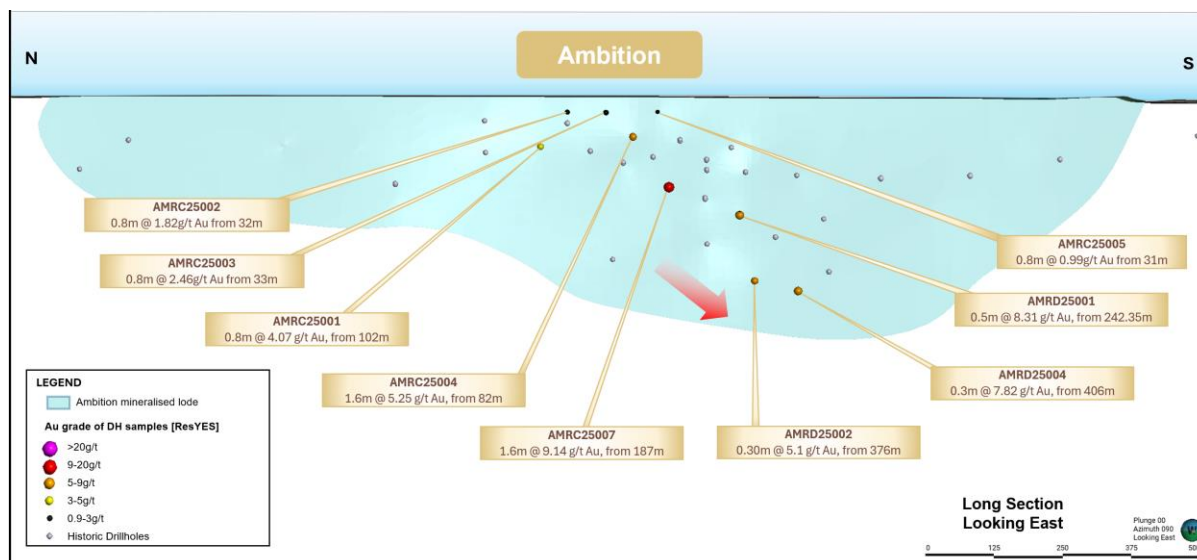 Ambition
N
S
AMRC25002
0.8m @ 1.82g/t Au from 32m
AMRC25003
0.8m @ 2.46g/t Au from 33m
AMRC25001
0.8m @ 4.07 g/t Au, from 102m
AMRC25004
1.6m @ 5.25 g/t Au, from 82m
AMRC25007
1.6m @ 9.14 g/t Au, from 187m
AMRD25002
0.30m @ 5.1 g/t Au, from 376m
AMRC25005
0.8m @ 0.99g/t Au from 31m
AMRD25001
0.5m @ 8.31 g/t Au, from 242.35m
AMRD25004
0.3m @ 7.82 g/t Au, from 406m
LEGEND
Ambition mineralised lode
Au grade of DH samples [ResYES]
>20g/t
9-20g/t
5-9g/t
3-5g/t
0.9-3g/t
Historic Drillholes
Long Section
Looking East
Plunge 00
Azimuth 090
Looking East
0 125 250 375